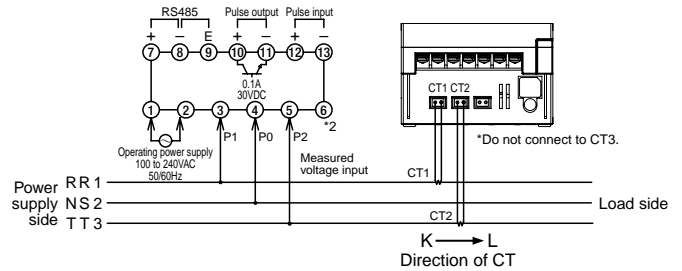 RS485
Pulse output
Pulse input
+ − E + − + −
7 8 9 10 11 12 13
0.1A
30VDC
CT1 CT2
1 2 3 4 5 6
*2
*Do not connect to CT3.
Operating power supply
100 to 240VAC
50/60Hz
P1
P0
P2
Measured
voltage input
CT1
Power
supply
side
R R 1
N S 2
T T 3
Load side
CT2
K L
Direction of CT